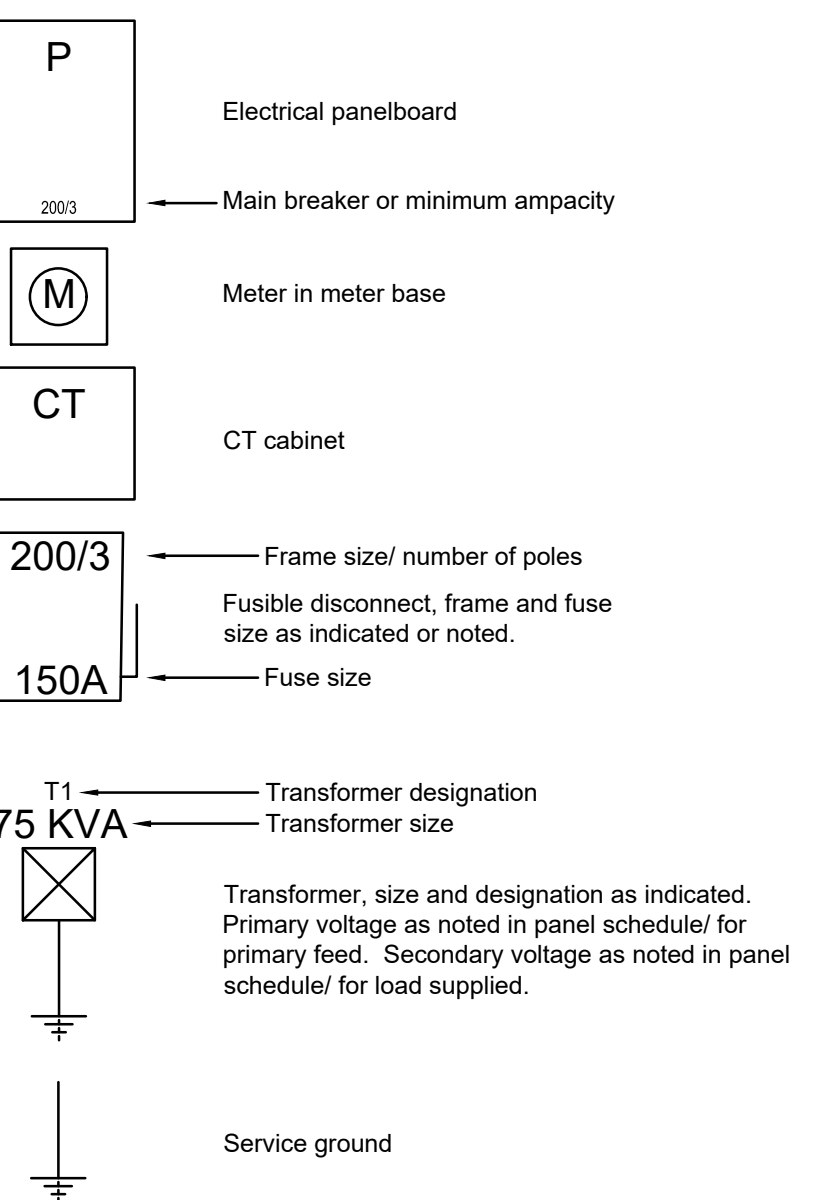 P
Electrical panelboard
200/3
Main breaker or minimum ampacity
M
Meter in meter base
CT
CT cabinet
200/3
Frame size/ number of poles
Fusible disconnect, frame and fuse
size as indicated or noted.
150A
Fuse size
T1
Transformer designation
75 KVA
Transformer size
Transformer, size and designation as indicated.
Primary voltage as noted in panel schedule/ for
primary feed.  Secondary voltage as noted in panel
schedule/ for load supplied.
Service ground